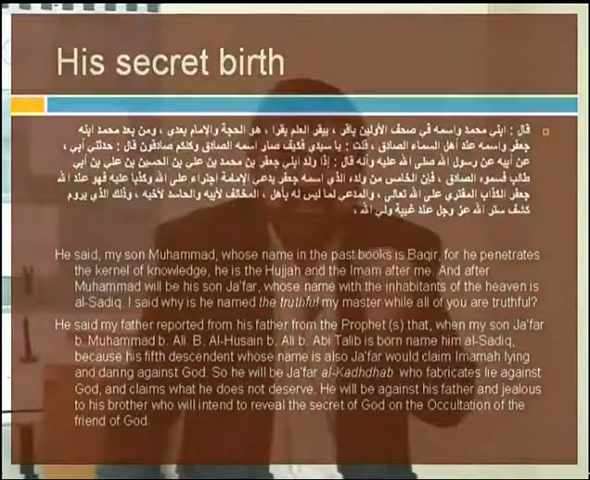 His secret birth
قال : ابني محمد واسمه في صحف الأولين باقر ، يبقر العلم بقرا ، هو الحجة والإمام بعدي ، ومن بعد محمد ابنه
جعفر واسمه عند أهل السماء الصادق ، قلت : يا سيدي فكيف صار اسمه الصادق وكلكم صادقون قال : حدثني أبي ،
عن أبيه عن رسول الله صلى الله عليه وآله قال : إذا ولد ابني جعفر بن محمد بن علي بن الحسين بن علي بن أبي
طالب فسموه الصادق ، فإن الخامس من ولده الذي اسمه جعفر يدعي الإمامة اجتراء على الله وكذبا عليه فهو عند الله
جعفر الكذاب المفتري على الله تعالى ، والمدعي لما ليس له بأهل ، المخالف لأبيه والحاسد لأخيه ، وذلك الذي يروم
كشف ستر الله عز وجل عند غيبة ولي الله ،
He said, my son Muhammad, whose name in the past books is Baqir, for he penetrates
the kernel of knowledge, he is the Hujjah and the Imam after me. And after
Muhammad will be his son Ja'far, whose name with the inhabitants of the heaven is
al-Sadiq. I said why is he named the truthful my master while all of you are truthful?
He said my father reported from his father from the Prophet (s) that, when my son Ja'far
b. Muhammad b. Ali. B, Al-Husain b. Ali b. Abi Talib is born name him al-Sadiq,
because his fifth descendent whose name is also Ja'far would claim Imamah lying
and daring against God. So he will be Ja'far al-Kadhdhab who fabricates lie against
God, and claims what he does not deserve. He will be against his father and jealous
to his brother who will intend to reveal the secret of God on the Occultation of the
friend of God.